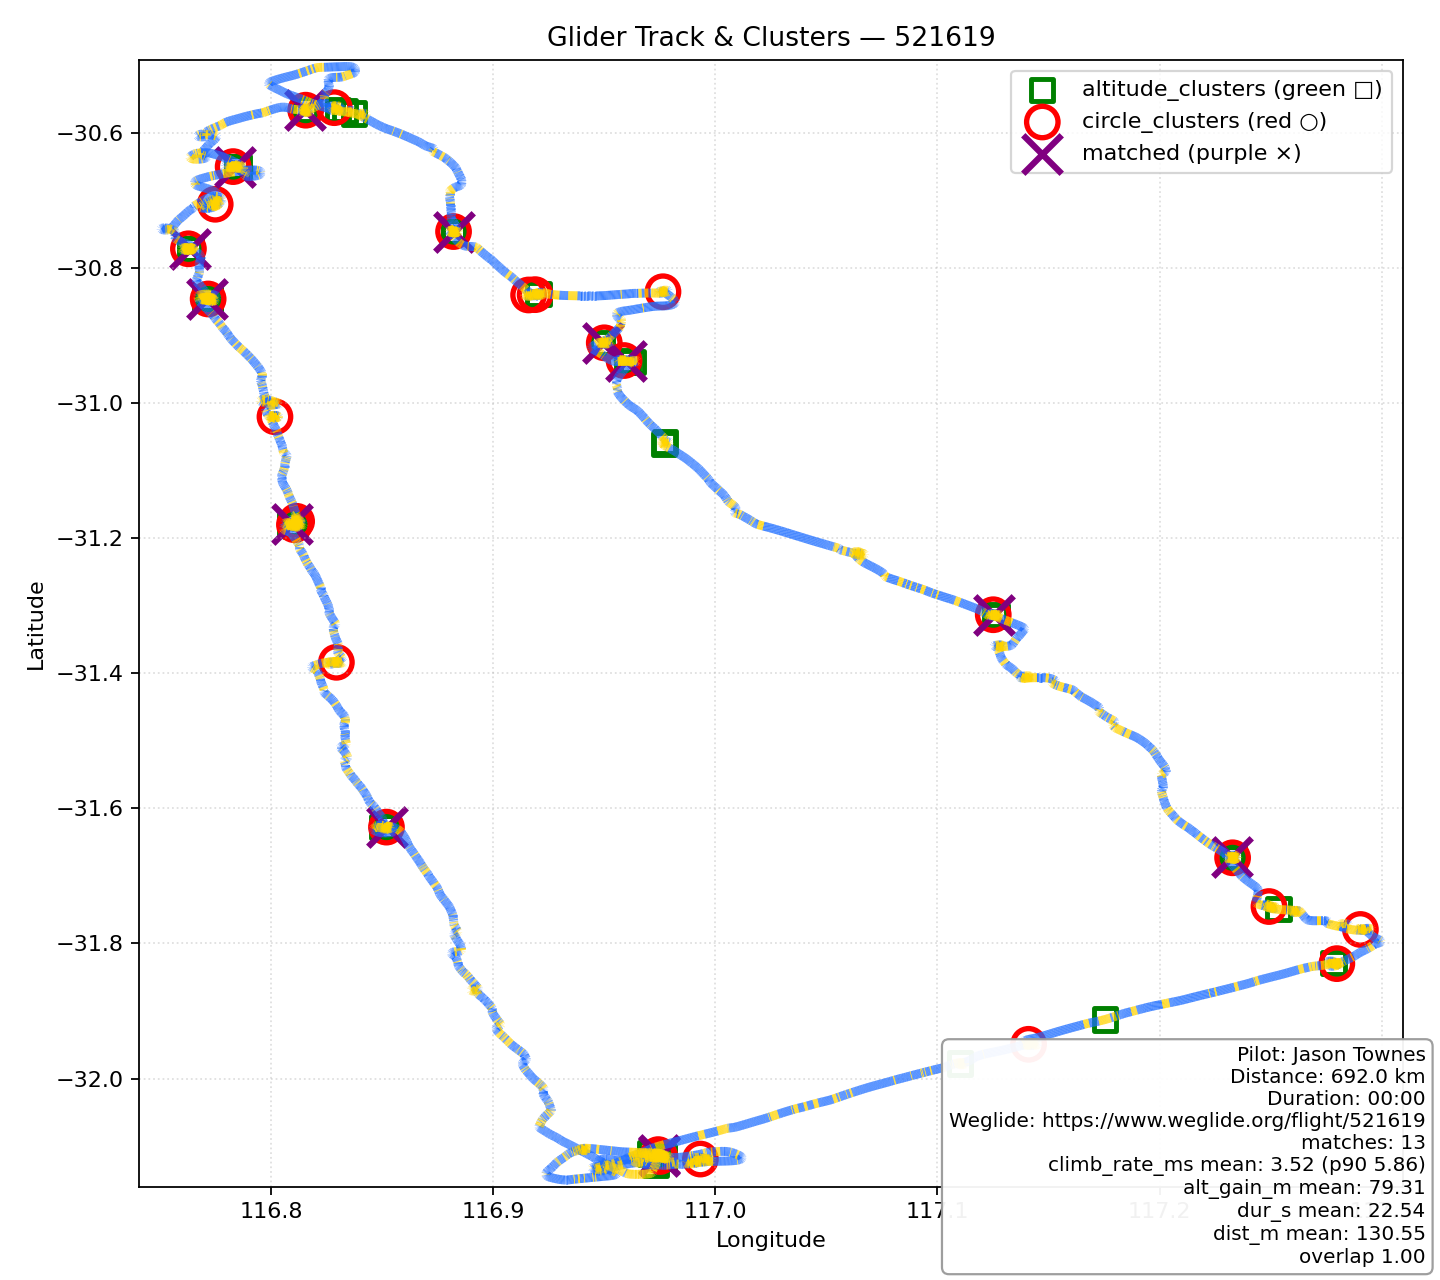 Glider Track & Clusters — 521619
altitude_clusters (green □)
circle_clusters (red ○)
matched (purple ×)
−30.6
−30.8
−31.0
−31.2
−31.4
−31.6
−31.8
−32.0
Latitude
116.8
116.9
117.0
117.1
117.2
Longitude
Pilot: Jason Townes
Distance: 692.0 km
Duration: 00:00
Weglide: https://www.weglide.org/flight/521619
matches: 13
climb_rate_ms mean: 3.52 (p90 5.86)
alt_gain_m mean: 79.31
dur_s mean: 22.54
dist_m mean: 130.55
overlap 1.00